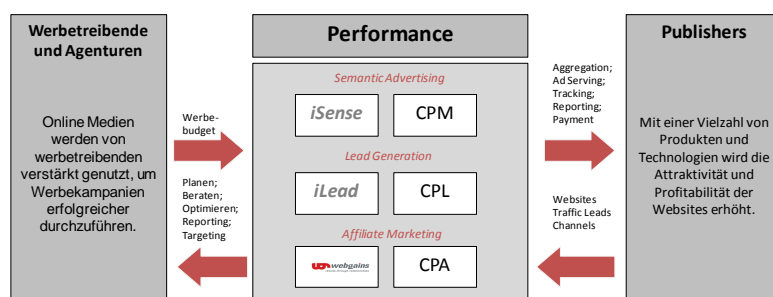 Werbetreibende
und Agenturen
Online Medien
werden von
werbetreibenden
verstärkt genutzt, um
Werbekampanien
erfolgreicher
durchzuführen.
Werbe-
budget
Planen;
Beraten;
Optimieren;
Reporting;
Targeting
Performance
Semantic Advertising
iSense
CPM
Lead Generation
iLead
CPL
Affiliate Marketing
webgains
CPA
Aggregation;
Ad Serving;
Tracking;
Reporting;
Payment
Websites
Traffic Leads
Channels
Publishers
Mit einer Vielzahl von
Produkten und
Technologien wird die
Attraktivität und
Profitabilität der
Websites erhöht.